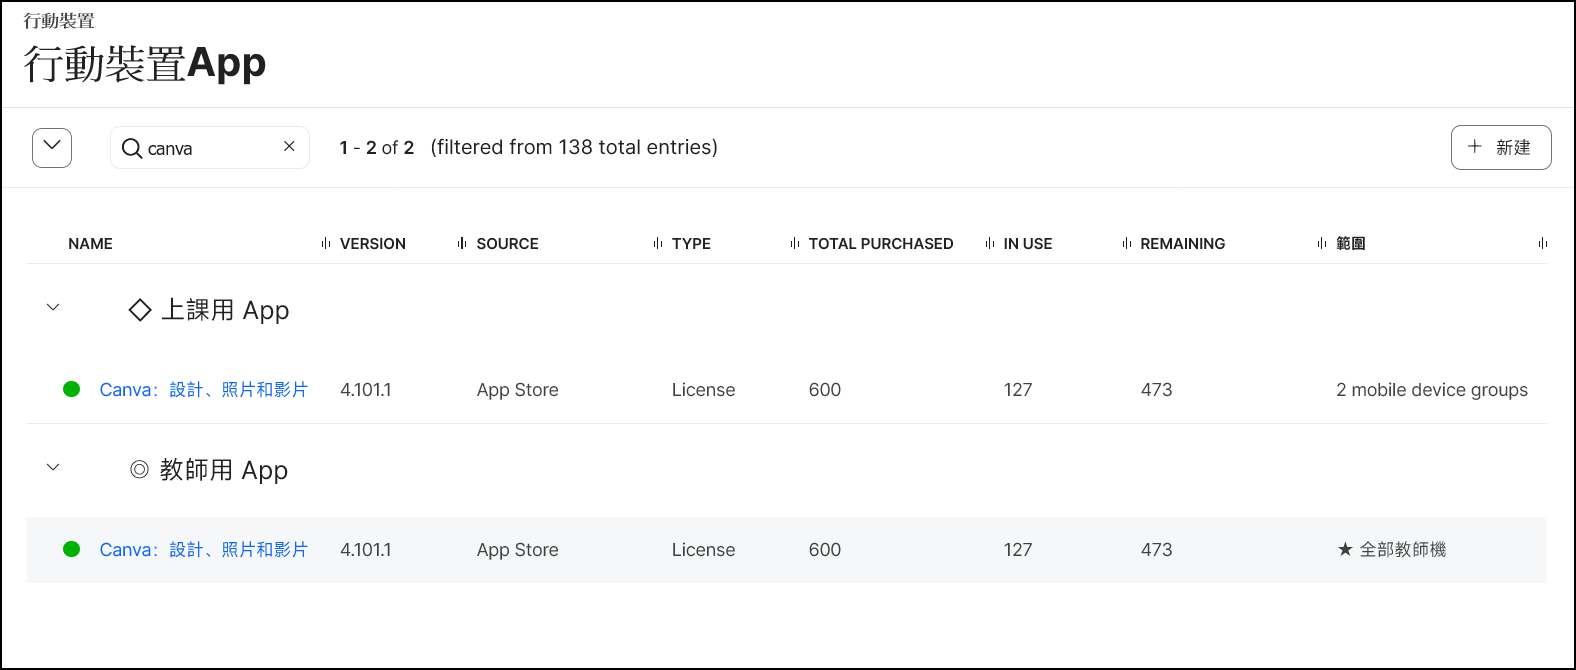 行動裝置
行動裝置App
canva
1 - 2 of 2 (filtered from 138 total entries)
+ 新建
NAME VERSION SOURCE TYPE TOTAL PURCHASED IN USE REMAINING 範圍
◇ 上課用 App
Canva：設計、照片和影片 4.101.1 App Store License 600 127 473 2 mobile device groups
◎ 教師用 App
Canva：設計、照片和影片 4.101.1 App Store License 600 127 473 ★ 全部教師機